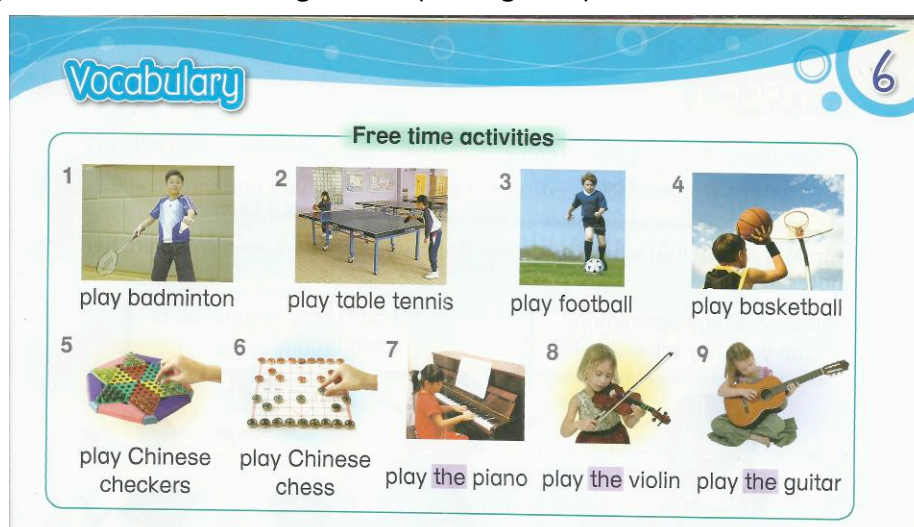 Vocabulary
6
Free time activities
1
play badminton
2
play table tennis
3
play football
4
play basketball
5
play Chinese
checkers
6
play Chinese
chess
7
play the piano
8
play the violin
9
play the guitar